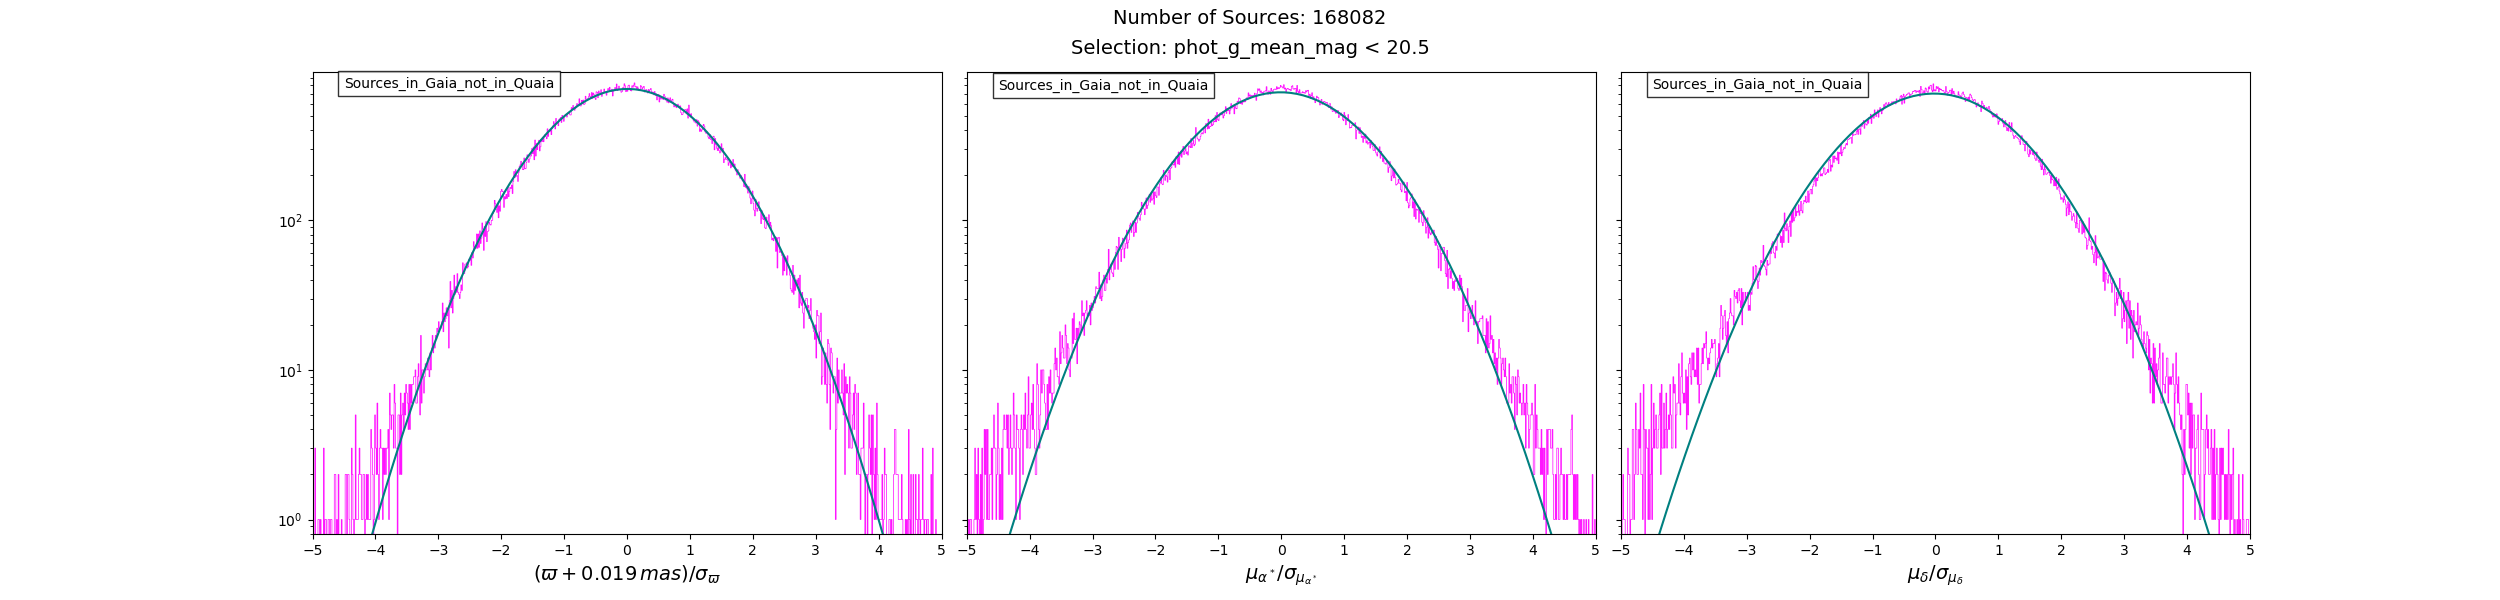 Number of Sources: 168082
Selection: phot_g_mean_mag < 20.5
Sources_in_Gaia_not_in_Quaia
Sources_in_Gaia_not_in_Quaia
Sources_in_Gaia_not_in_Quaia
10²
10¹
10⁰
−5 −4 −3 −2 −1 0 1 2 3 4 5
−5 −4 −3 −2 −1 0 1 2 3 4 5
−5 −4 −3 −2 −1 0 1 2 3 4 5
(ϖ + 0.019 mas)/σ_ϖ
μ_α*/σ_μ_α*
μ_δ/σ_μ_δ